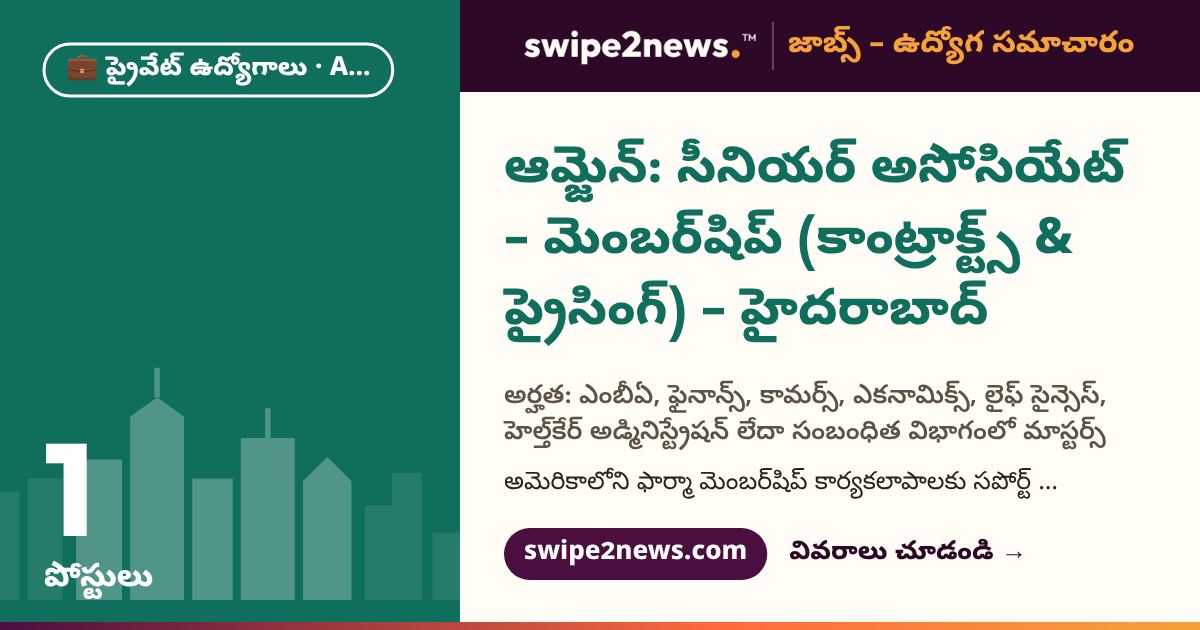 💼 ప్రైవేట్ ఉద్యోగాలు · A...
swipe2news.™ జాబ్స్ – ఉద్యోగ సమాచారం
ఆమ్జెన్: సీనియర్ అసోసియేట్
– మెంబర్‌షిప్ (కాంట్రాక్ట్స్ &
ప్రైసింగ్) – హైదరాబాద్
అర్హత: ఎంబీఏ, ఫైనాన్స్, కామర్స్, ఎకనామిక్స్, లైఫ్ సైన్సెస్,
హెల్త్‌కేర్ అడ్మినిస్ట్రేషన్ లేదా సంబంధిత విభాగంలో మాస్టర్స్
అమెరికాలోని ఫార్మా మెంబర్‌షిప్ కార్యకలాపాలకు సపోర్ట్ ...
1
పోస్టులు
swipe2news.com వివరాలు చూడండి →